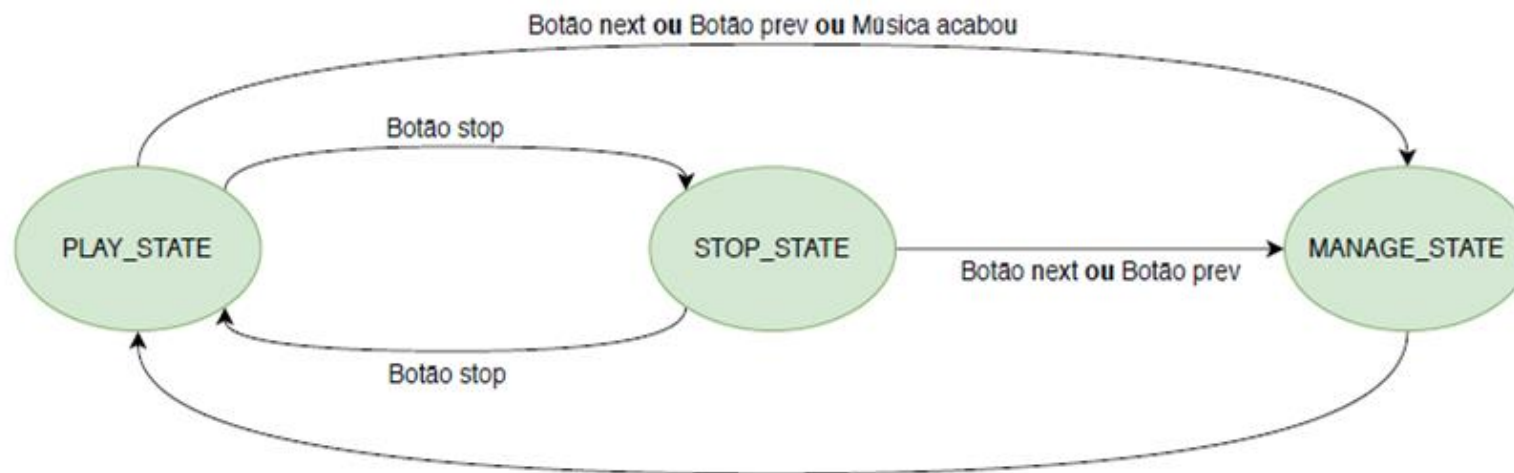 Botão next ou Botão prev ou Música acabou
Botão stop
PLAY_STATE
STOP_STATE
MANAGE_STATE
Botão next ou Botão prev
Botão stop